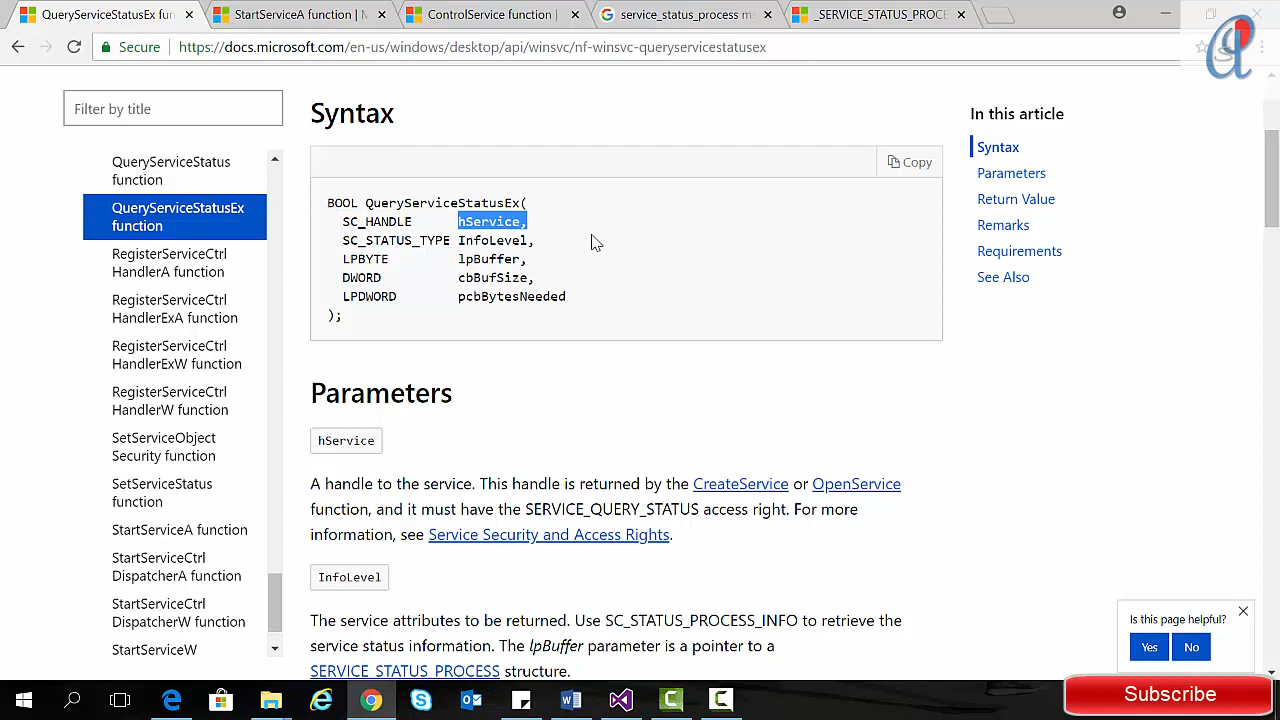 QueryServiceStatusEx fun
StartServiceA function | M
ControlService function |
service_status_process ms
_SERVICE_STATUS_PROCE
Secure
https://docs.microsoft.com/en-us/windows/desktop/api/winsvc/nf-winsvc-queryservicestatusex
Filter by title
QueryServiceStatus
function
QueryServiceStatusEx
function
RegisterServiceCtrl
HandlerA function
RegisterServiceCtrl
HandlerExA function
RegisterServiceCtrl
HandlerExW function
RegisterServiceCtrl
HandlerW function
SetServiceObject
Security function
SetServiceStatus
function
StartServiceA function
StartServiceCtrl
DispatcherA function
StartServiceCtrl
DispatcherW function
StartServiceW
Syntax
Copy
BOOL QueryServiceStatusEx(
SC_HANDLE hService,
SC_STATUS_TYPE InfoLevel,
LPBYTE lpBuffer,
DWORD cbBufSize,
LPDWORD pcbBytesNeeded
);
Parameters
hService
A handle to the service. This handle is returned by the CreateService or OpenService
function, and it must have the SERVICE_QUERY_STATUS access right. For more
information, see Service Security and Access Rights.
InfoLevel
The service attributes to be returned. Use SC_STATUS_PROCESS_INFO to retrieve the
service status information. The lpBuffer parameter is a pointer to a
SERVICE_STATUS_PROCESS structure.
In this article
Syntax
Parameters
Return Value
Remarks
Requirements
See Also
Is this page helpful?
Yes
No
Subscribe